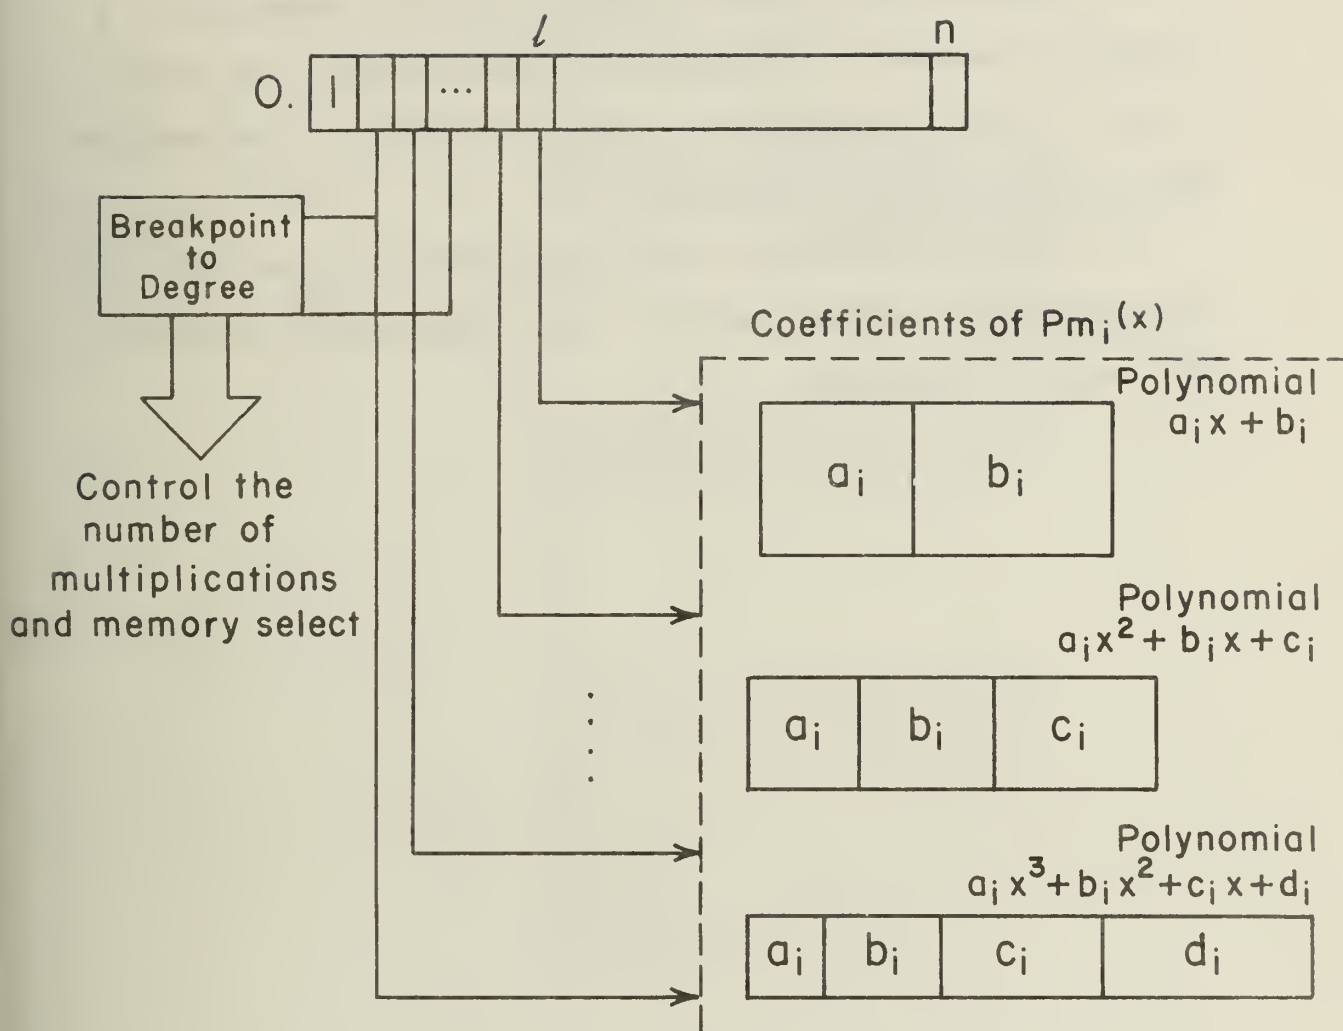 l n
0. 1 ...
Breakpoint
to
Degree
Control the
number of
multiplications
and memory select
Coefficients of Pmᵢ(x)
Polynomial
aᵢx + bᵢ
aᵢ bᵢ
Polynomial
aᵢx² + bᵢx + cᵢ
aᵢ bᵢ cᵢ
Polynomial
aᵢx³ + bᵢx² + cᵢx + dᵢ
aᵢ bᵢ cᵢ dᵢ